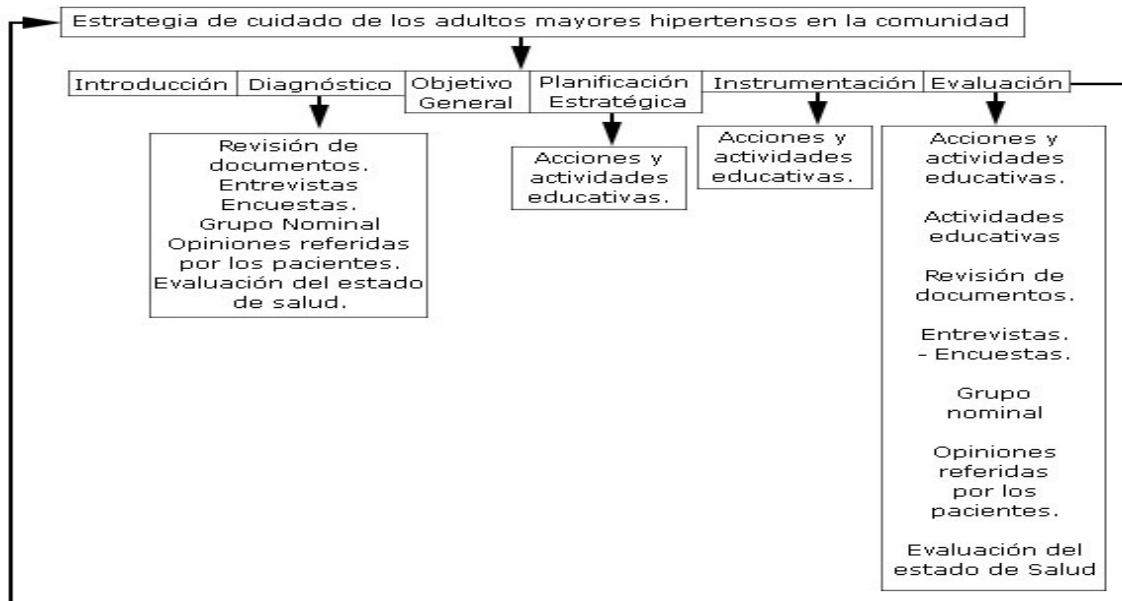 Estrategia de cuidado de los adultos mayores hipertensos en la comunidad
Introducción
Diagnóstico
Objetivo
General
Planificación
Estratégica
Instrumentación
Evaluación
Revisión de
documentos.
Entrevistas
Encuestas.
Grupo Nominal
Opiniones referidas
por los pacientes.
Evaluación del estado
de salud.
Acciones y
actividades
educativas.
Acciones y
actividades
educativas.
Acciones y
actividades
educativas.
Actividades
educativas
Revisión de
documentos.
Entrevistas.
- Encuestas.
Grupo
nominal
Opiniones
referidas
por los
pacientes.
Evaluación del
estado de Salud